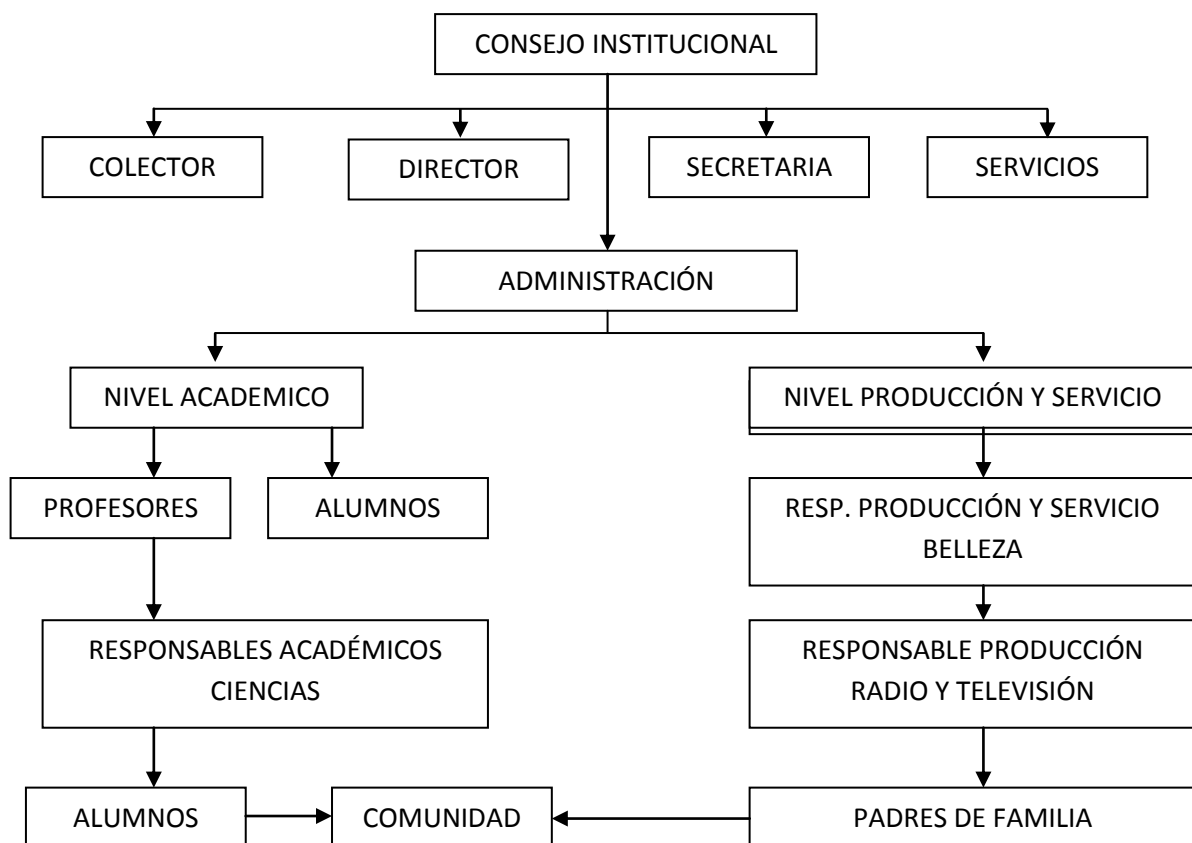 CONSEJO INSTITUCIONAL
COLECTOR
DIRECTOR
SECRETARIA
SERVICIOS
ADMINISTRACIÓN
NIVEL ACADEMICO
NIVEL PRODUCCIÓN Y SERVICIO
PROFESORES
ALUMNOS
RESP. PRODUCCIÓN Y SERVICIO
BELLEZA
RESPONSABLES ACADÉMICOS
CIENCIAS
RESPONSABLE PRODUCCIÓN
RADIO Y TELEVISIÓN
ALUMNOS
COMUNIDAD
PADRES DE FAMILIA